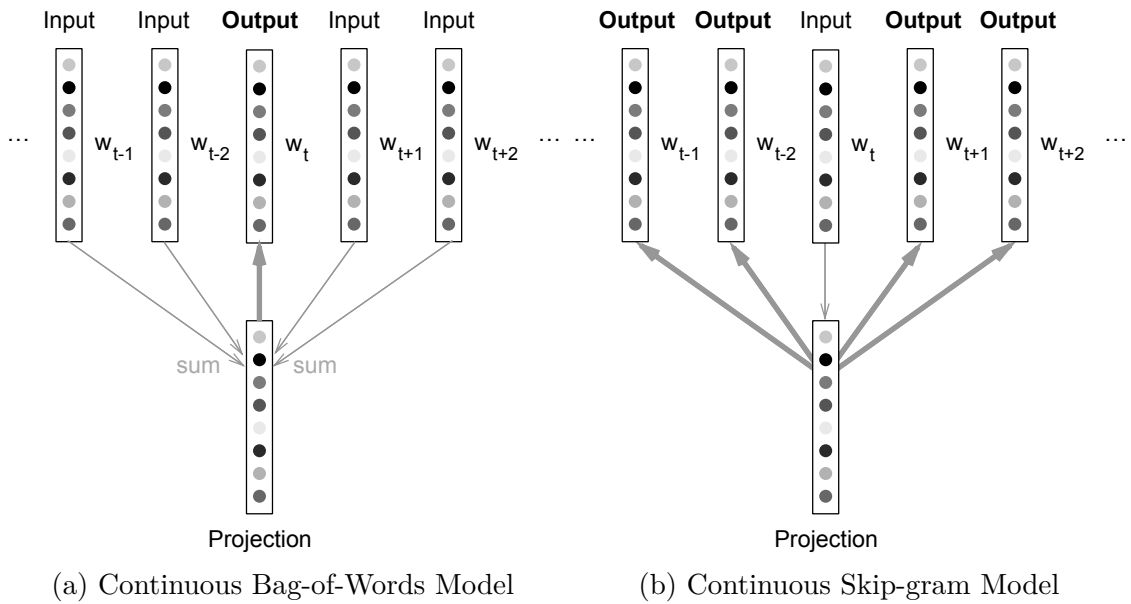 Input Input Output Input Input Output Output Input Output Output
... w_{t-1} w_{t-2} w_t w_{t+1} w_{t+2} ... ... w_{t-1} w_{t-2} w_t w_{t+1} w_{t+2} ...
sum sum
Projection Projection
(a) Continuous Bag-of-Words Model (b) Continuous Skip-gram Model